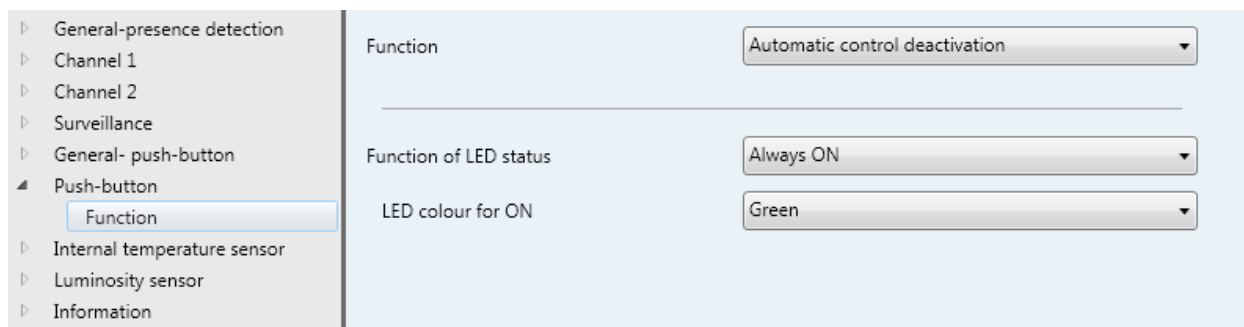 General-presence detection
Channel 1
Channel 2
Surveillance
General- push-button
Push-button
Function
Internal temperature sensor
Luminosity sensor
Information
Function Automatic control deactivation
Function of LED status Always ON
LED colour for ON Green